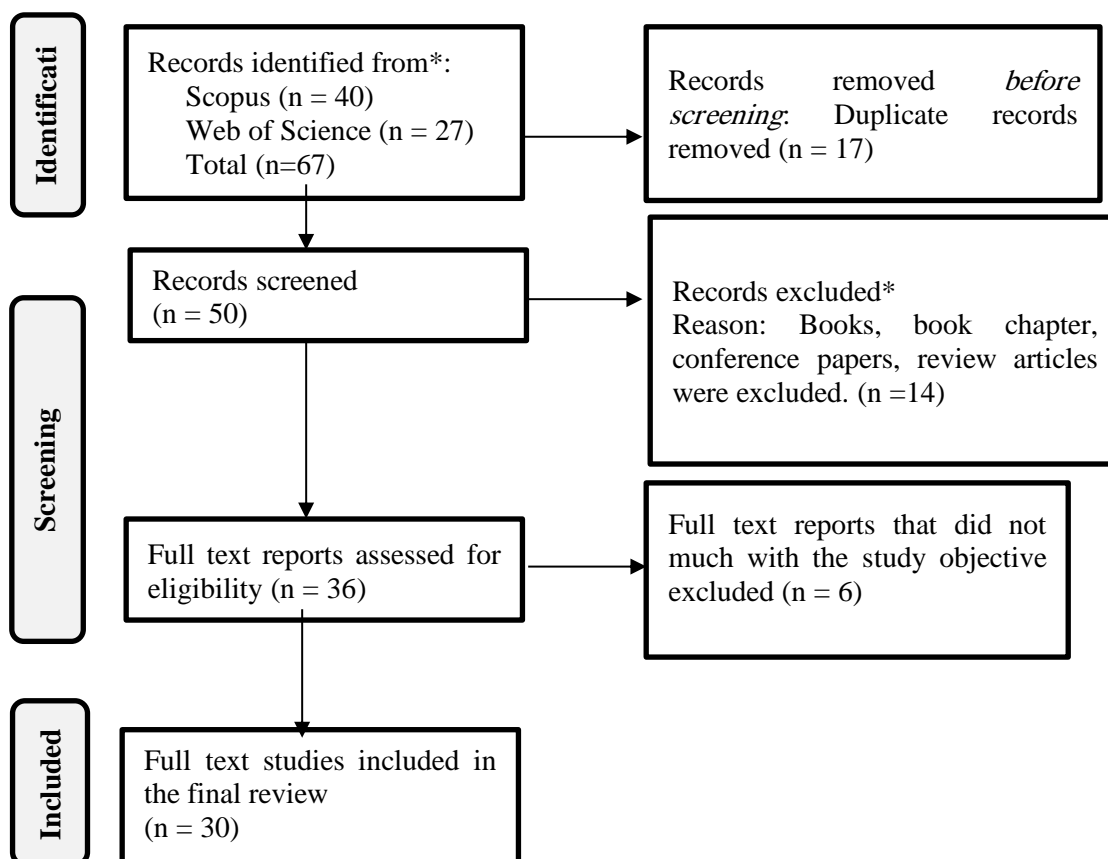 Identificati
Records identified from*:
Scopus (n = 40)
Web of Science (n = 27)
Total (n=67)
Records removed before
screening: Duplicate records
removed (n = 17)
Screening
Records screened
(n = 50)
Records excluded*
Reason: Books, book chapter,
conference papers, review articles
were excluded. (n =14)
Full text reports assessed for
eligibility (n = 36)
Full text reports that did not
much with the study objective
excluded (n = 6)
Included
Full text studies included in
the final review
(n = 30)